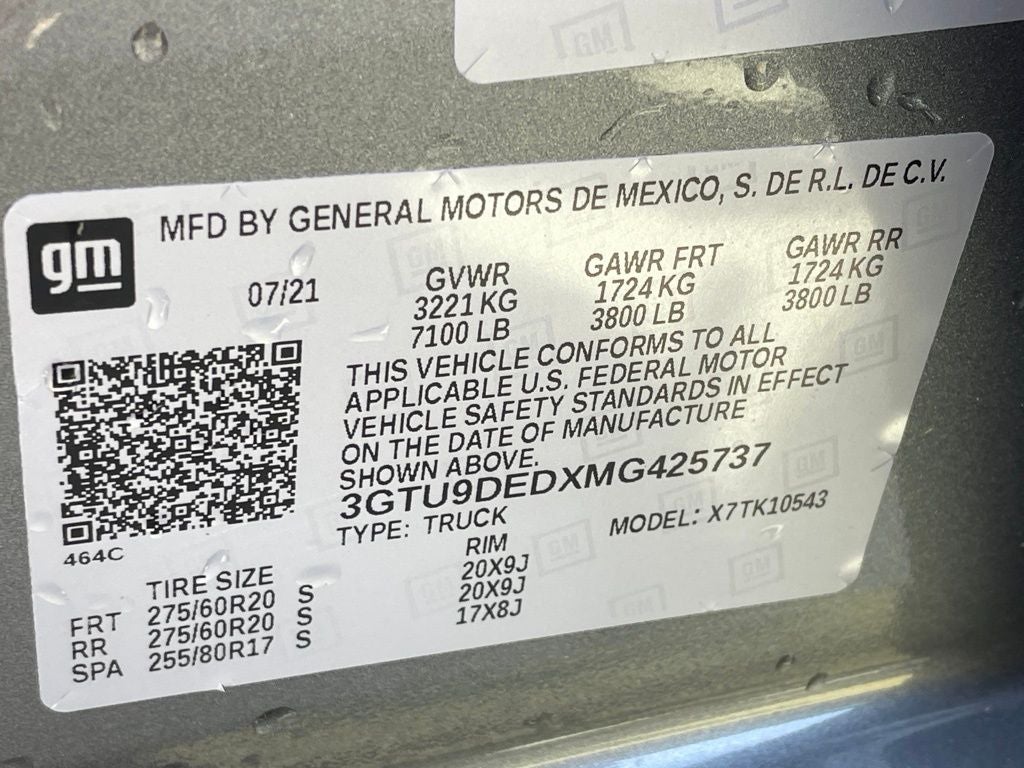 gm
MFD BY GENERAL MOTORS DE MEXICO, S. DE R.L. DE C.V.
07/21
GVWR
3221 KG
7100 LB
GAWR FRT
1724 KG
3800 LB
GAWR RR
1724 KG
3800 LB
THIS VEHICLE CONFORMS TO ALL
APPLICABLE U.S. FEDERAL MOTOR
VEHICLE SAFETY STANDARDS IN EFFECT
ON THE DATE OF MANUFACTURE
SHOWN ABOVE.
3GTU9DEDXMG425737
TYPE: TRUCK MODEL: X7TK10543
464C
TIRE SIZE RIM
FRT 275/60R20 S 20X9J
RR 275/60R20 S 20X9J
SPA 255/80R17 S 17X8J
GM